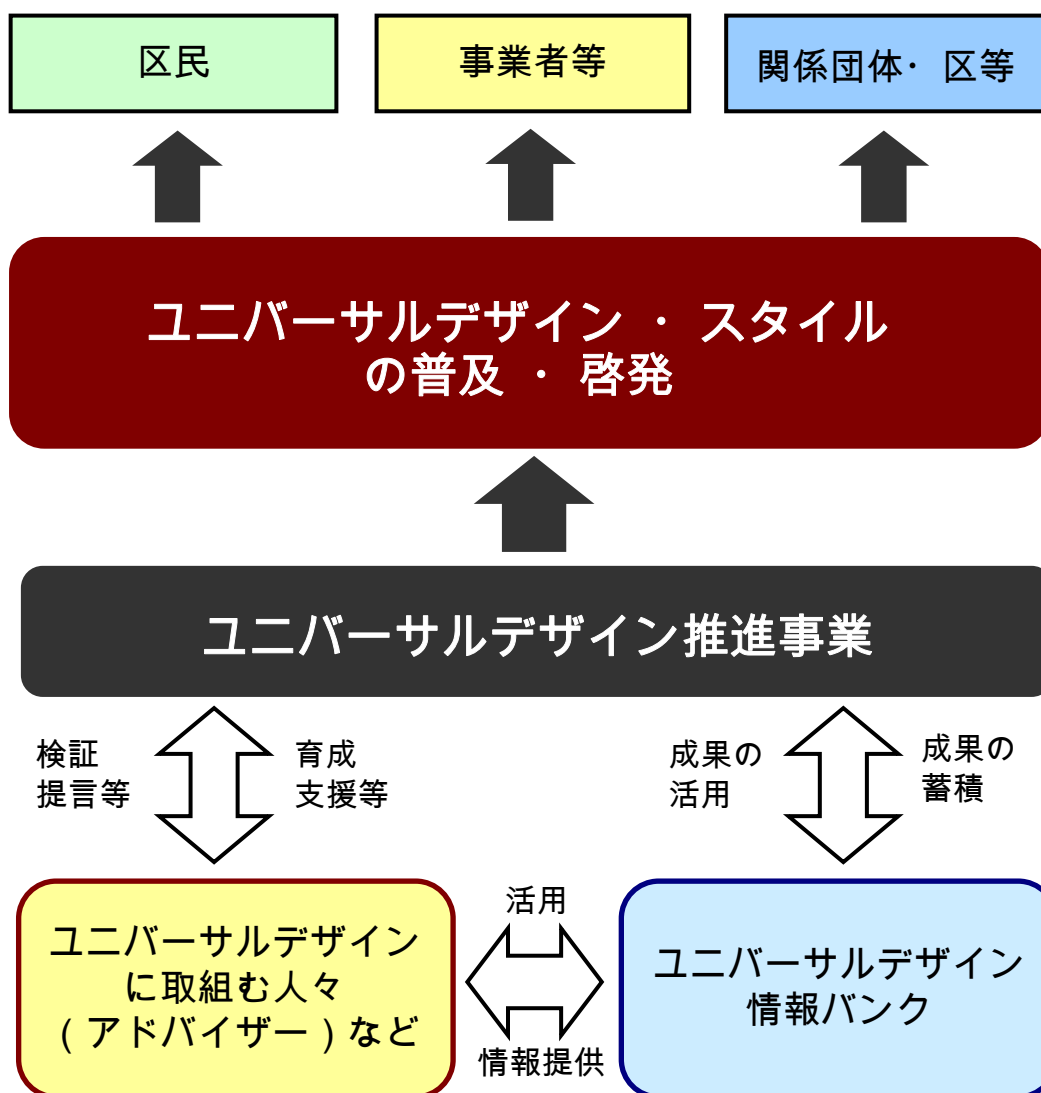 区民
事業者等
関係団体・区等
ユニバーサルデザイン ・ スタイル
の普及 ・ 啓発
ユニバーサルデザイン推進事業
検証
提言等
育成
支援等
成果の
活用
成果の
蓄積
ユニバーサルデザイン
に取組む人々
(アドバイザー)など
活用
情報提供
ユニバーサルデザイン
情報バンク